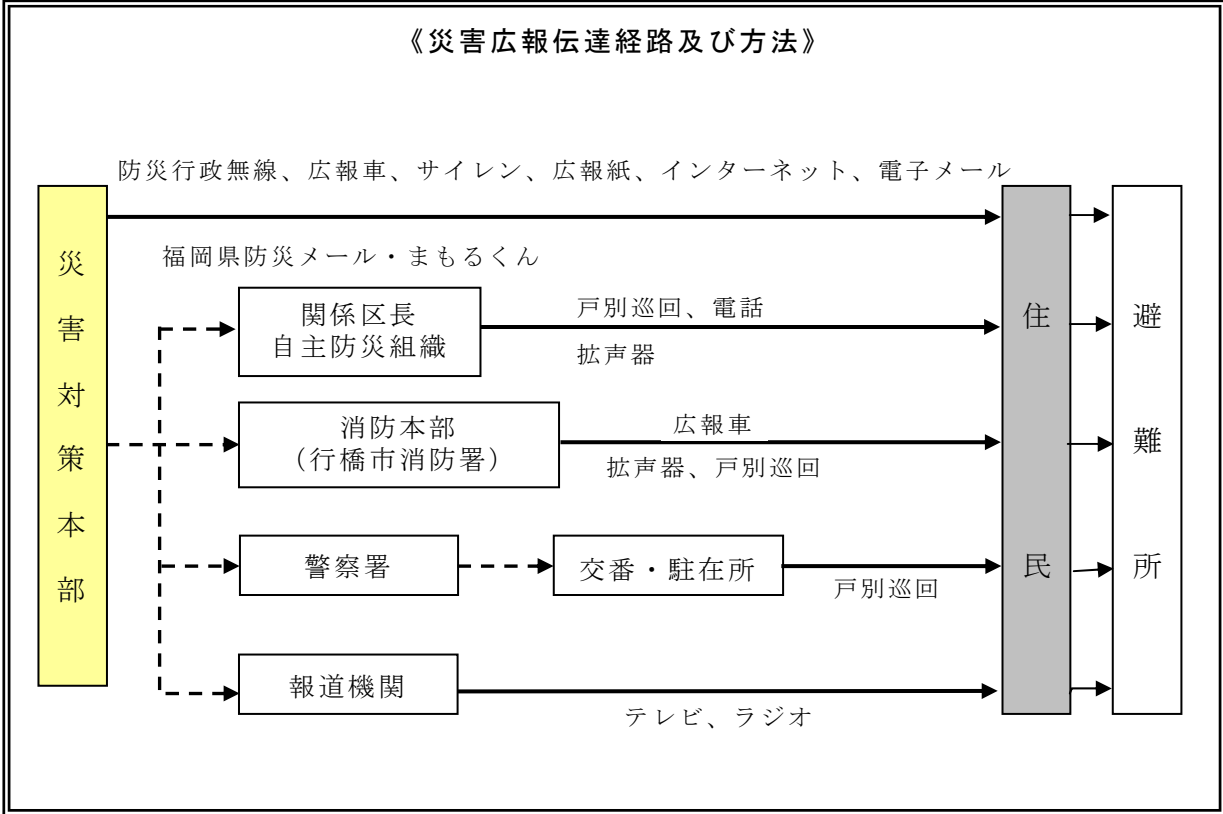 《災害広報伝達経路及び方法》
防災行政無線、広報車、サイレン、広報紙、インターネット、電子メール
福岡県防災メール・まもるくん
災害対策本部
関係区長
自主防災組織
戸別巡回、電話
拡声器
消防本部
(行橋市消防署)
広報車
拡声器、戸別巡回
警察署
交番・駐在所
戸別巡回
報道機関
テレビ、ラジオ
住民
避難所